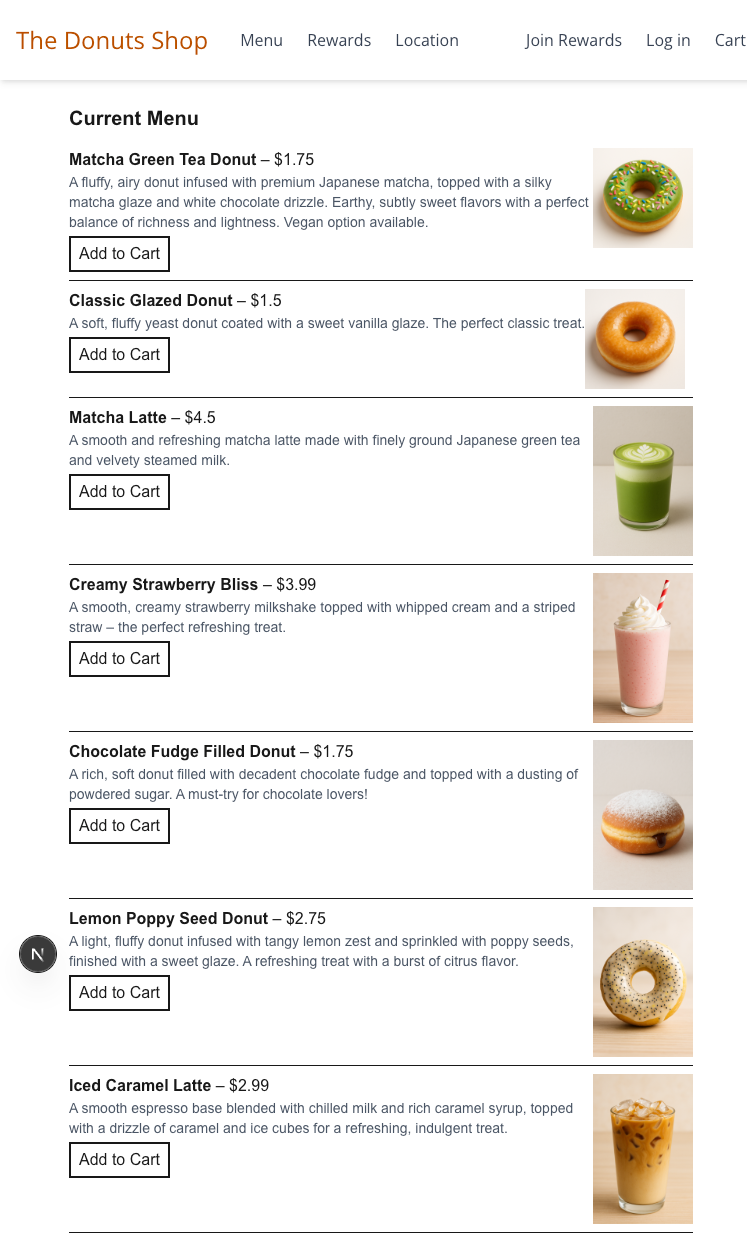 The Donuts Shop Menu Rewards Location Join Rewards Log in Cart
Current Menu
Matcha Green Tea Donut – $1.75
A fluffy, airy donut infused with premium Japanese matcha, topped with a silky
matcha glaze and white chocolate drizzle. Earthy, subtly sweet flavors with a perfect
balance of richness and lightness. Vegan option available.
Add to Cart
Classic Glazed Donut – $1.5
A soft, fluffy yeast donut coated with a sweet vanilla glaze. The perfect classic treat.
Add to Cart
Matcha Latte – $4.5
A smooth and refreshing matcha latte made with finely ground Japanese green tea
and velvety steamed milk.
Add to Cart
Creamy Strawberry Bliss – $3.99
A smooth, creamy strawberry milkshake topped with whipped cream and a striped
straw – the perfect refreshing treat.
Add to Cart
Chocolate Fudge Filled Donut – $1.75
A rich, soft donut filled with decadent chocolate fudge and topped with a dusting of
powdered sugar. A must-try for chocolate lovers!
Add to Cart
Lemon Poppy Seed Donut – $2.75
A light, fluffy donut infused with tangy lemon zest and sprinkled with poppy seeds,
finished with a sweet glaze. A refreshing treat with a burst of citrus flavor.
Add to Cart
N
Iced Caramel Latte – $2.99
A smooth espresso base blended with chilled milk and rich caramel syrup, topped
with a drizzle of caramel and ice cubes for a refreshing, indulgent treat.
Add to Cart